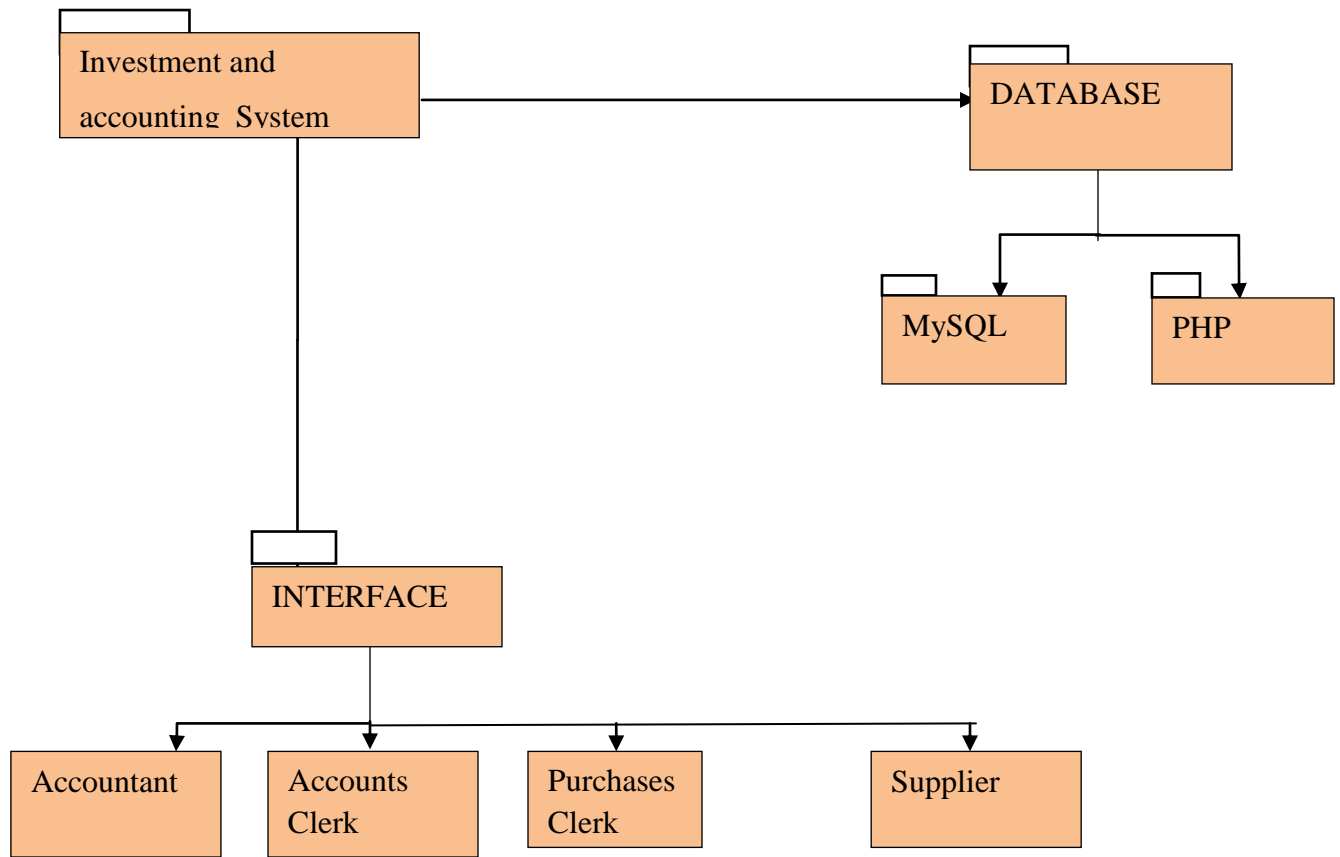 Investment and
accounting System
DATABASE
MySQL
PHP
INTERFACE
Accountant
Accounts
Clerk
Purchases
Clerk
Supplier